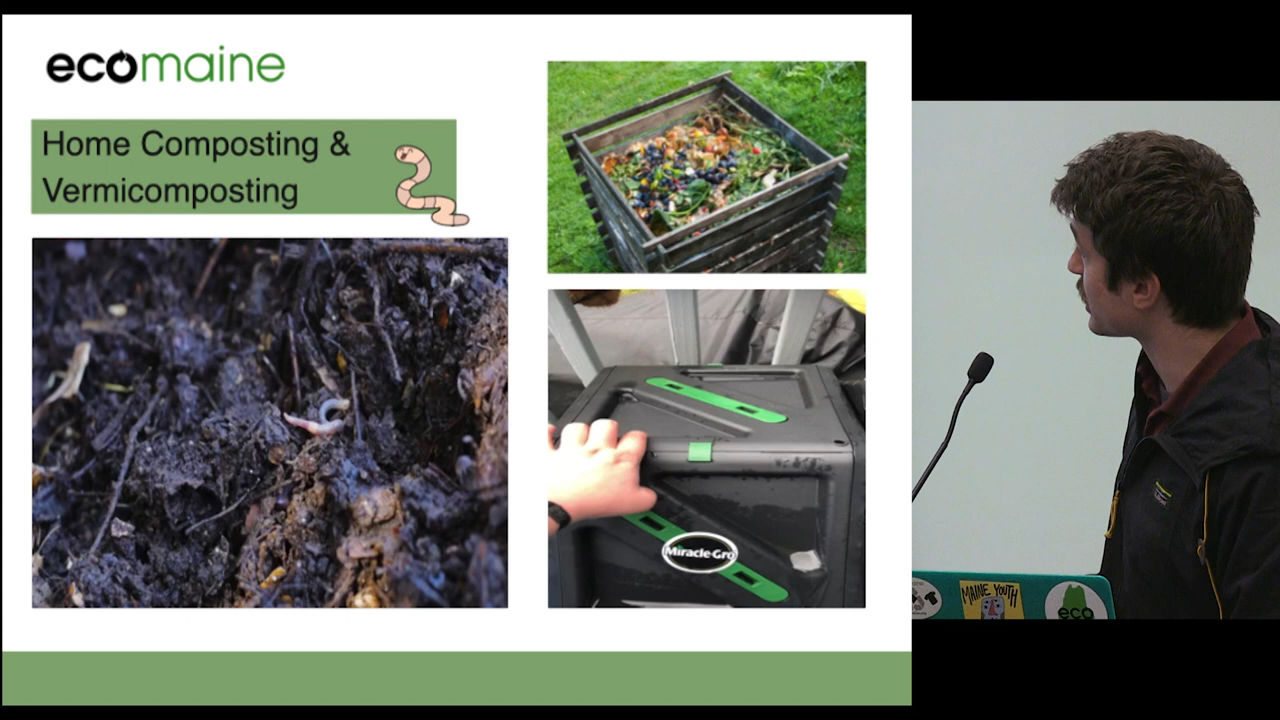 ecomaine
Home Composting &
Vermicomposting
Miracle-Gro
MAINE YOUTH
eco